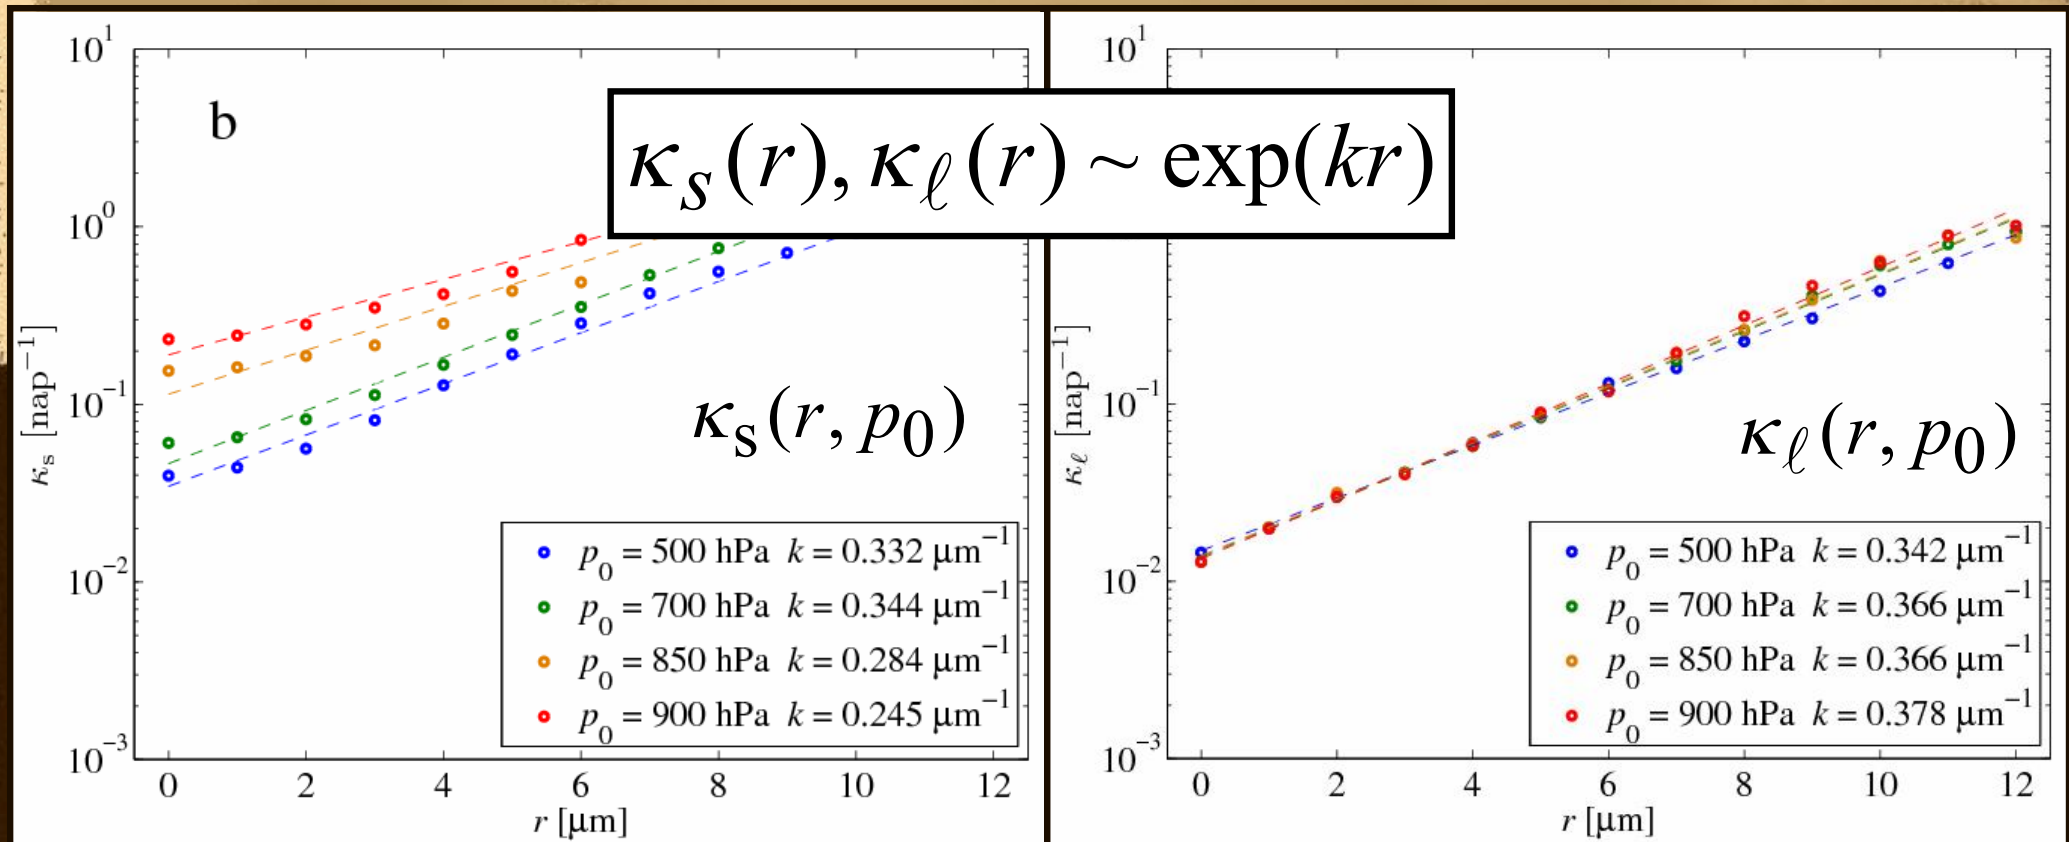 κ_s(r), κ_ℓ(r) ~ exp(kr)
b
10^1
10^0
10^−1
10^−2
10^−3
κ_s [nap^−1]
κ_s(r, p_0)
p_0 = 500 hPa k = 0.332 μm^−1
p_0 = 700 hPa k = 0.344 μm^−1
p_0 = 850 hPa k = 0.284 μm^−1
p_0 = 900 hPa k = 0.245 μm^−1
0 2 4 6 8 10 12
r [μm]
10^1
10^−1
10^−2
10^−3
κ_ℓ [nap^−1]
κ_ℓ(r, p_0)
p_0 = 500 hPa k = 0.342 μm^−1
p_0 = 700 hPa k = 0.366 μm^−1
p_0 = 850 hPa k = 0.366 μm^−1
p_0 = 900 hPa k = 0.378 μm^−1
0 2 4 6 8 10 12
r [μm]